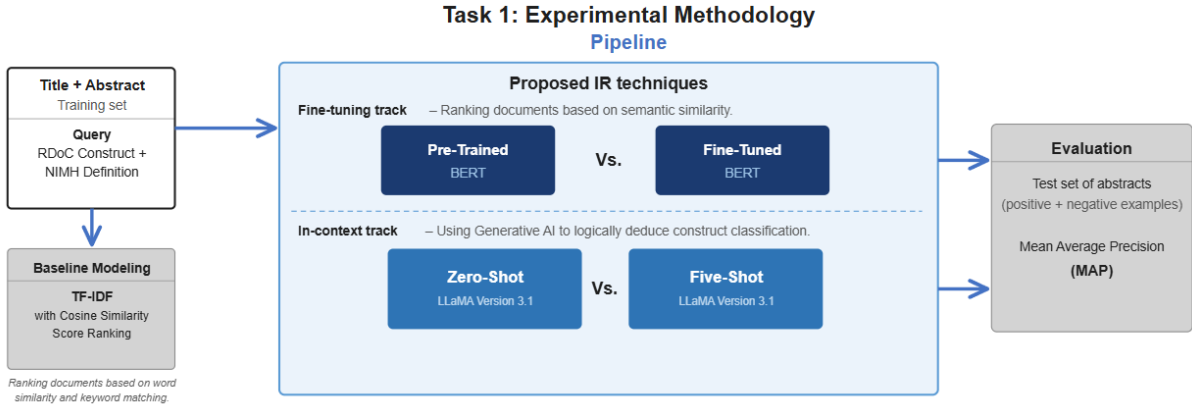 Task 1: Experimental Methodology
Pipeline
Title + Abstract
Training set
Query
RDoC Construct +
NIMH Definition
Baseline Modeling
TF-IDF
with Cosine Similarity
Score Ranking
Ranking documents based on word
similarity and keyword matching.
Proposed IR techniques
Fine-tuning track – Ranking documents based on semantic similarity.
Pre-Trained
BERT
Vs.
Fine-Tuned
BERT
In-context track – Using Generative AI to logically deduce construct classification.
Zero-Shot
LLaMA Version 3.1
Vs.
Five-Shot
LLaMA Version 3.1
Evaluation
Test set of abstracts
(positive + negative examples)
Mean Average Precision
(MAP)